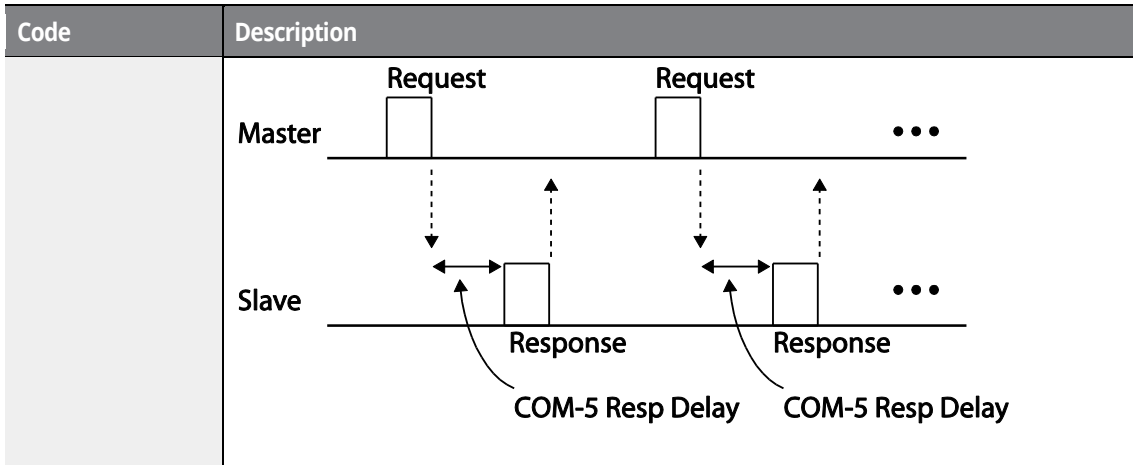 Code Description
Request Request
Master
Slave
Response Response
COM-5 Resp Delay COM-5 Resp Delay